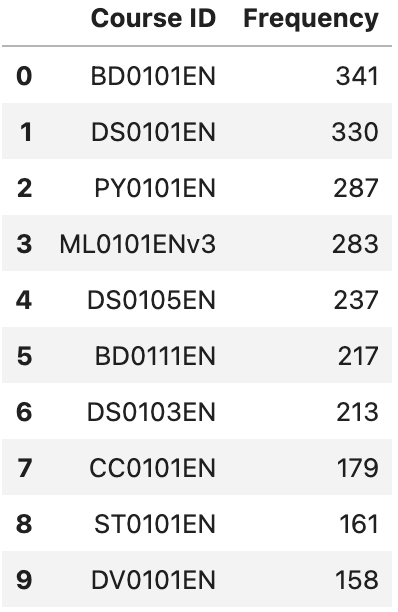 Course ID Frequency
0 BD0101EN 341
1 DS0101EN 330
2 PY0101EN 287
3 ML0101ENv3 283
4 DS0105EN 237
5 BD0111EN 217
6 DS0103EN 213
7 CC0101EN 179
8 ST0101EN 161
9 DV0101EN 158